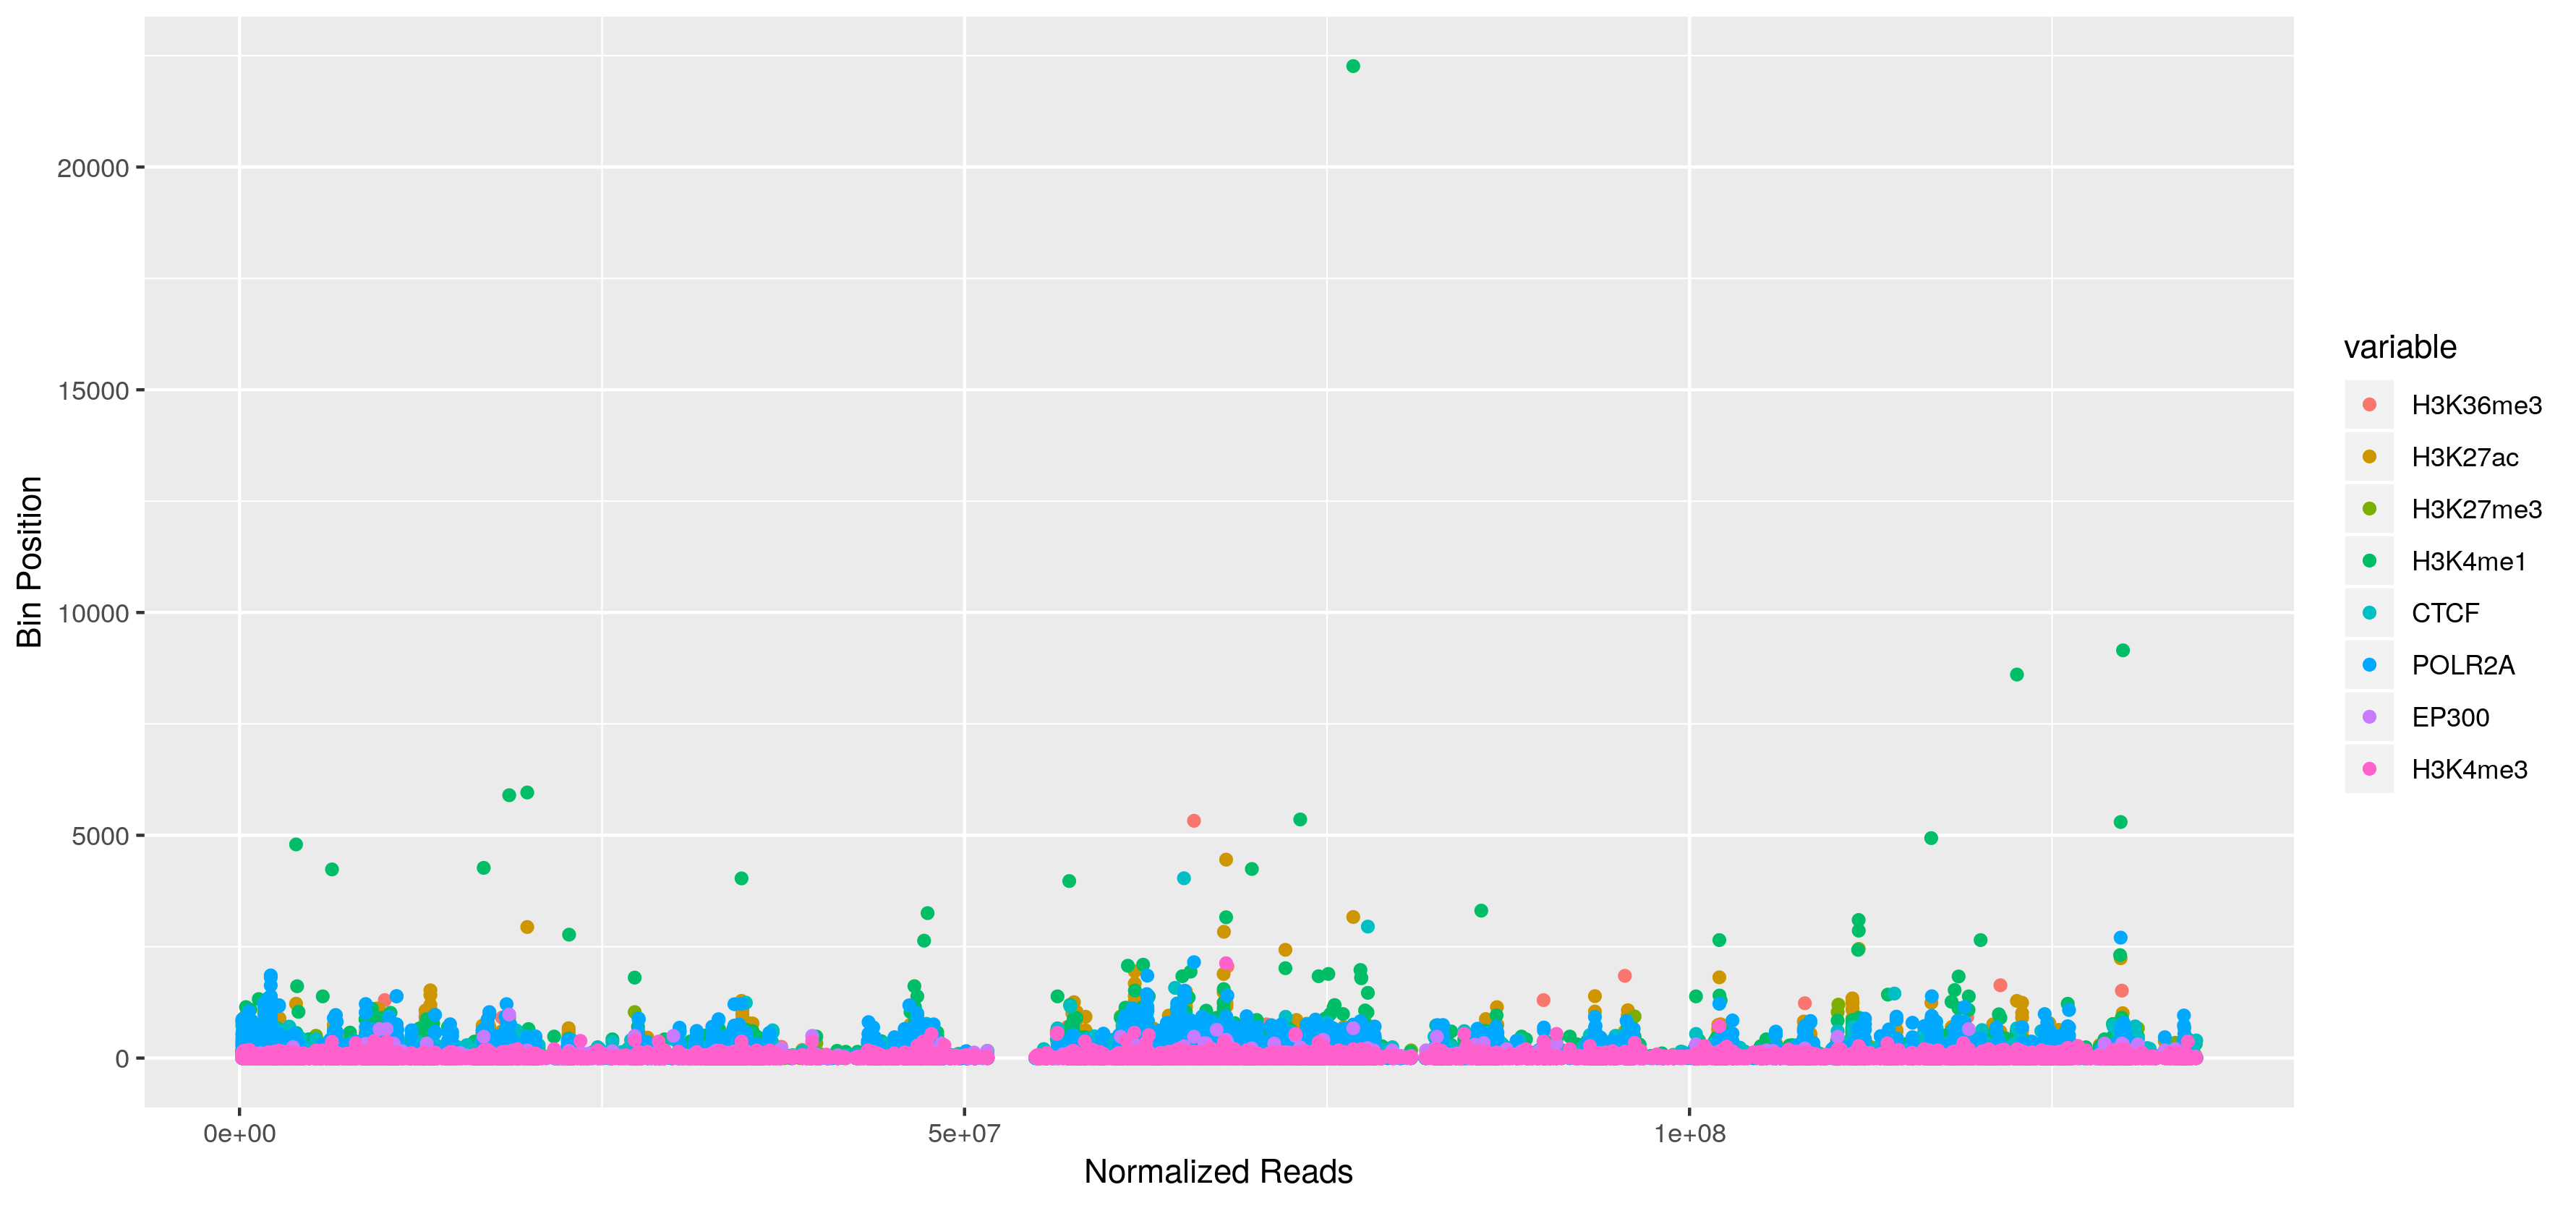 20000
15000
10000
5000
0
Bin Position
0e+00
5e+07
1e+08
Normalized Reads
variable
H3K36me3
H3K27ac
H3K27me3
H3K4me1
CTCF
POLR2A
EP300
H3K4me3